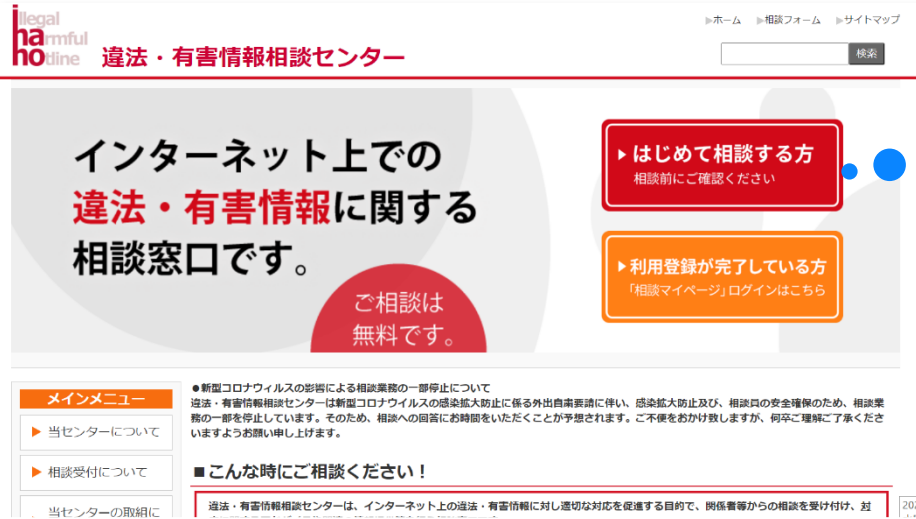 illegal
harmful
hotline
違法・有害情報相談センター
ホーム 相談フォーム サイトマップ
検索
インターネット上での
違法・有害情報に関する
相談窓口です。
ご相談は
無料です。
はじめて相談する方
相談前にご確認ください
利用登録が完了している方
「相談マイページ」ログインはこちら
メインメニュー
当センターについて
相談受付について
当センターの取組に
●新型コロナウィルスの影響による相談業務の一部停止について
違法・有害情報相談センターは新型コロナウイルスの感染拡大防止に係る外出自粛要請に伴い、感染拡大防止及び、相談員の安全確保のため、相談業
務の一部を停止しています。そのため、相談への回答にお時間をいただくことが予想されます。ご不便をおかけ致しますが、何卒ご理解ご了承くださ
いますようお願い申し上げます。
■こんな時にご相談ください！
違法・有害情報相談センターは、インターネット上の違法・有害情報に対し適切な対応を促進する目的で、関係者等からの相談を受け付け、対